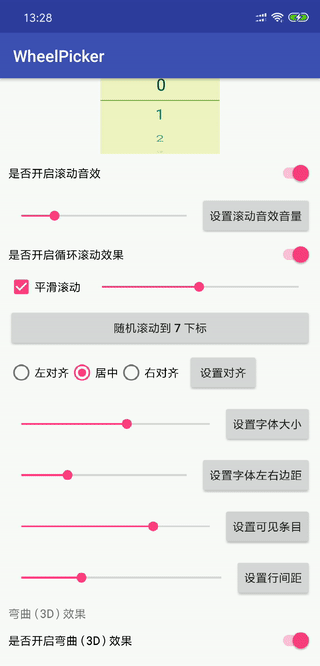 13:28
WheelPicker
0
1
2
是否开启滚动音效
设置滚动音效音量
是否开启循环滚动效果
平滑滚动
随机滚动到 7 下标
左对齐 居中 右对齐 设置对齐
设置字体大小
设置字体左右边距
设置可见条目
设置行间距
弯曲(3D)效果
是否开启弯曲(3D)效果